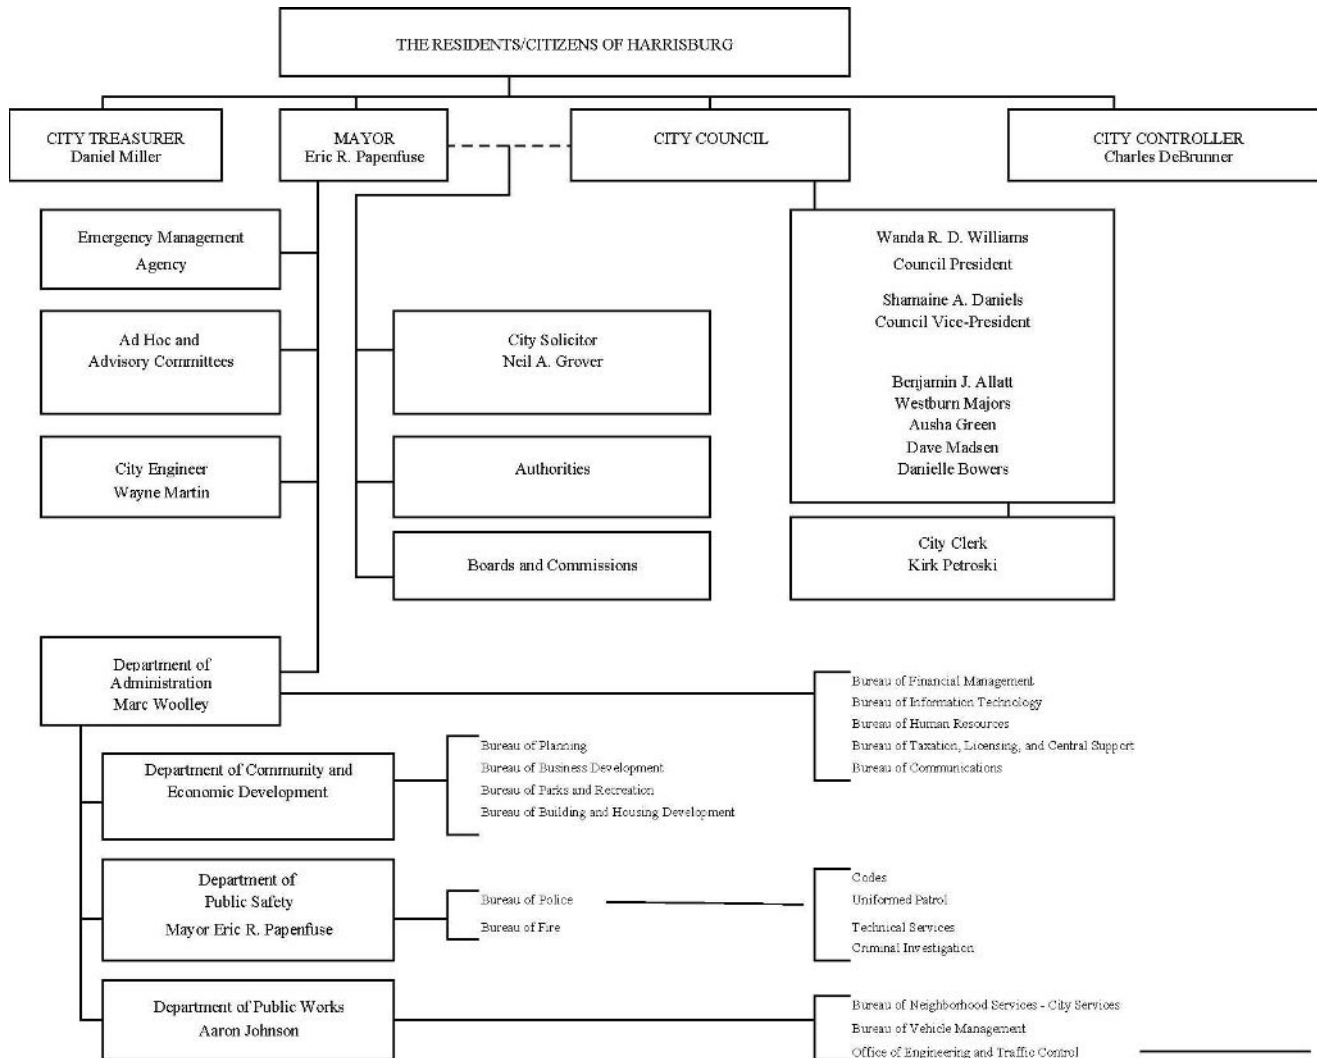 THE RESIDENTS/CITIZENS OF HARRISBURG
CITY TREASURER
Daniel Miller
MAYOR
Eric R. Papenfuse
CITY COUNCIL
CITY CONTROLLER
Charles DeBrunner
Emergency Management
Agency
Ad Hoc and
Advisory Committees
City Engineer
Wayne Martin
City Solicitor
Neil A. Grover
Authorities
Boards and Commissions
Wanda R. D. Williams
Council President
Shamaine A. Daniels
Council Vice-President
Benjamin J. Allatt
Westburn Majors
Ausha Green
Dave Madsen
Danielle Bowers
City Clerk
Kirk Petroski
Department of
Administration
Marc Woolley
Bureau of Financial Management
Bureau of Information Technology
Bureau of Human Resources
Bureau of Taxation, Licensing, and Central Support
Bureau of Communications
Department of Community and
Economic Development
Bureau of Planning
Bureau of Business Development
Bureau of Parks and Recreation
Bureau of Building and Housing Development
Department of
Public Safety
Mayor Eric R. Papenfuse
Bureau of Police
Bureau of Fire
Codes
Uniformed Patrol
Technical Services
Criminal Investigation
Department of Public Works
Aaron Johnson
Bureau of Neighborhood Services - City Services
Bureau of Vehicle Management
Office of Engineering and Traffic Control